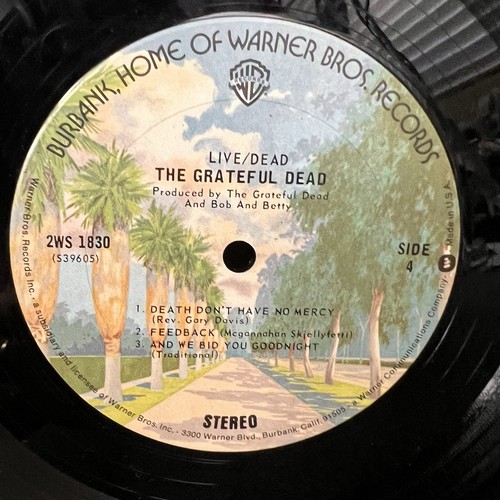 BURBANK, HOME OF WARNER BROS. RECORDS
WB
RECORDS
LIVE/DEAD
THE GRATEFUL DEAD
Produced by The Grateful Dead
And Bob And Betty
2WS 1830
(S39605)
SIDE
4
1. DEATH DON'T HAVE NO MERCY
(Rev. Gary Davis)
2. FEEDBACK (Mcgannahan Skjellyfetti)
3. AND WE BID YOU GOODNIGHT
(Traditional)
STEREO
Warner Bros. Records Inc. • a subsidiary and licensee of Warner Bros. Inc. • 3300 Warner Blvd., Burbank, Calif. 91505 • a Warner Communications Company • Made in U.S.A.